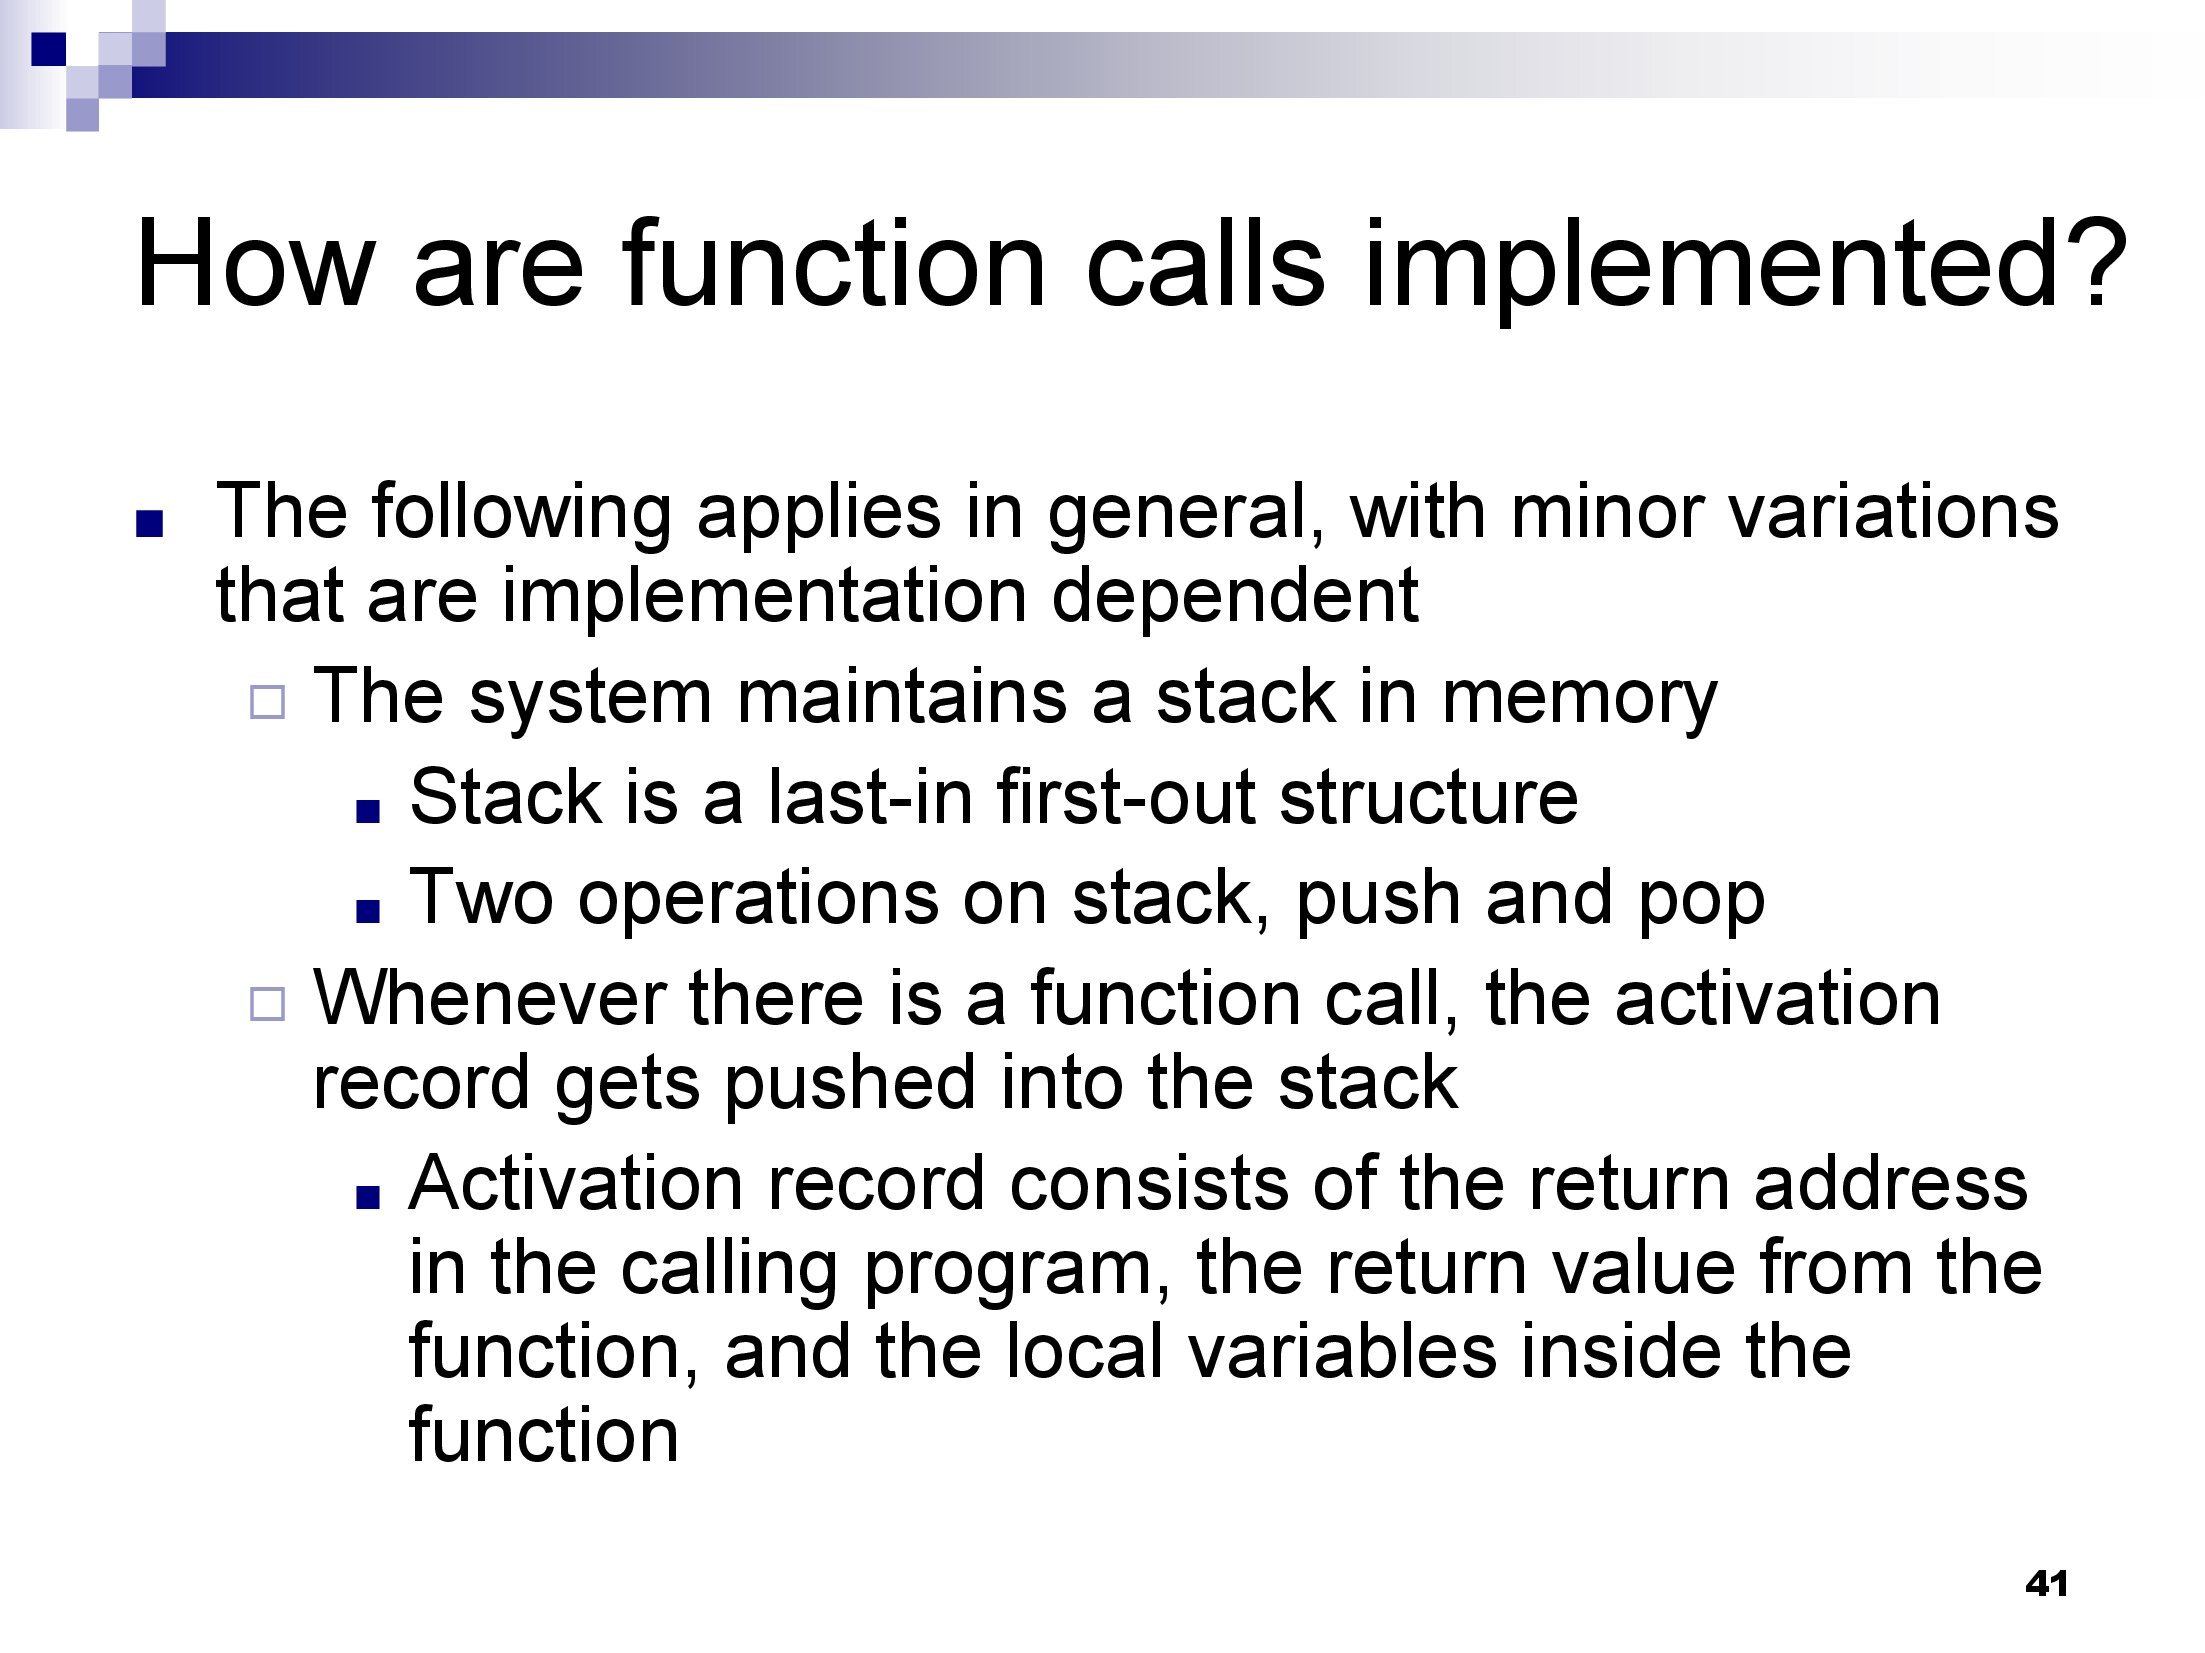 How are function calls implemented?
■ The following applies in general, with minor variations
that are implementation dependent
□ The system maintains a stack in memory
■ Stack is a last-in first-out structure
■ Two operations on stack, push and pop
□ Whenever there is a function call, the activation
record gets pushed into the stack
■ Activation record consists of the return address
in the calling program, the return value from the
function, and the local variables inside the
function
41